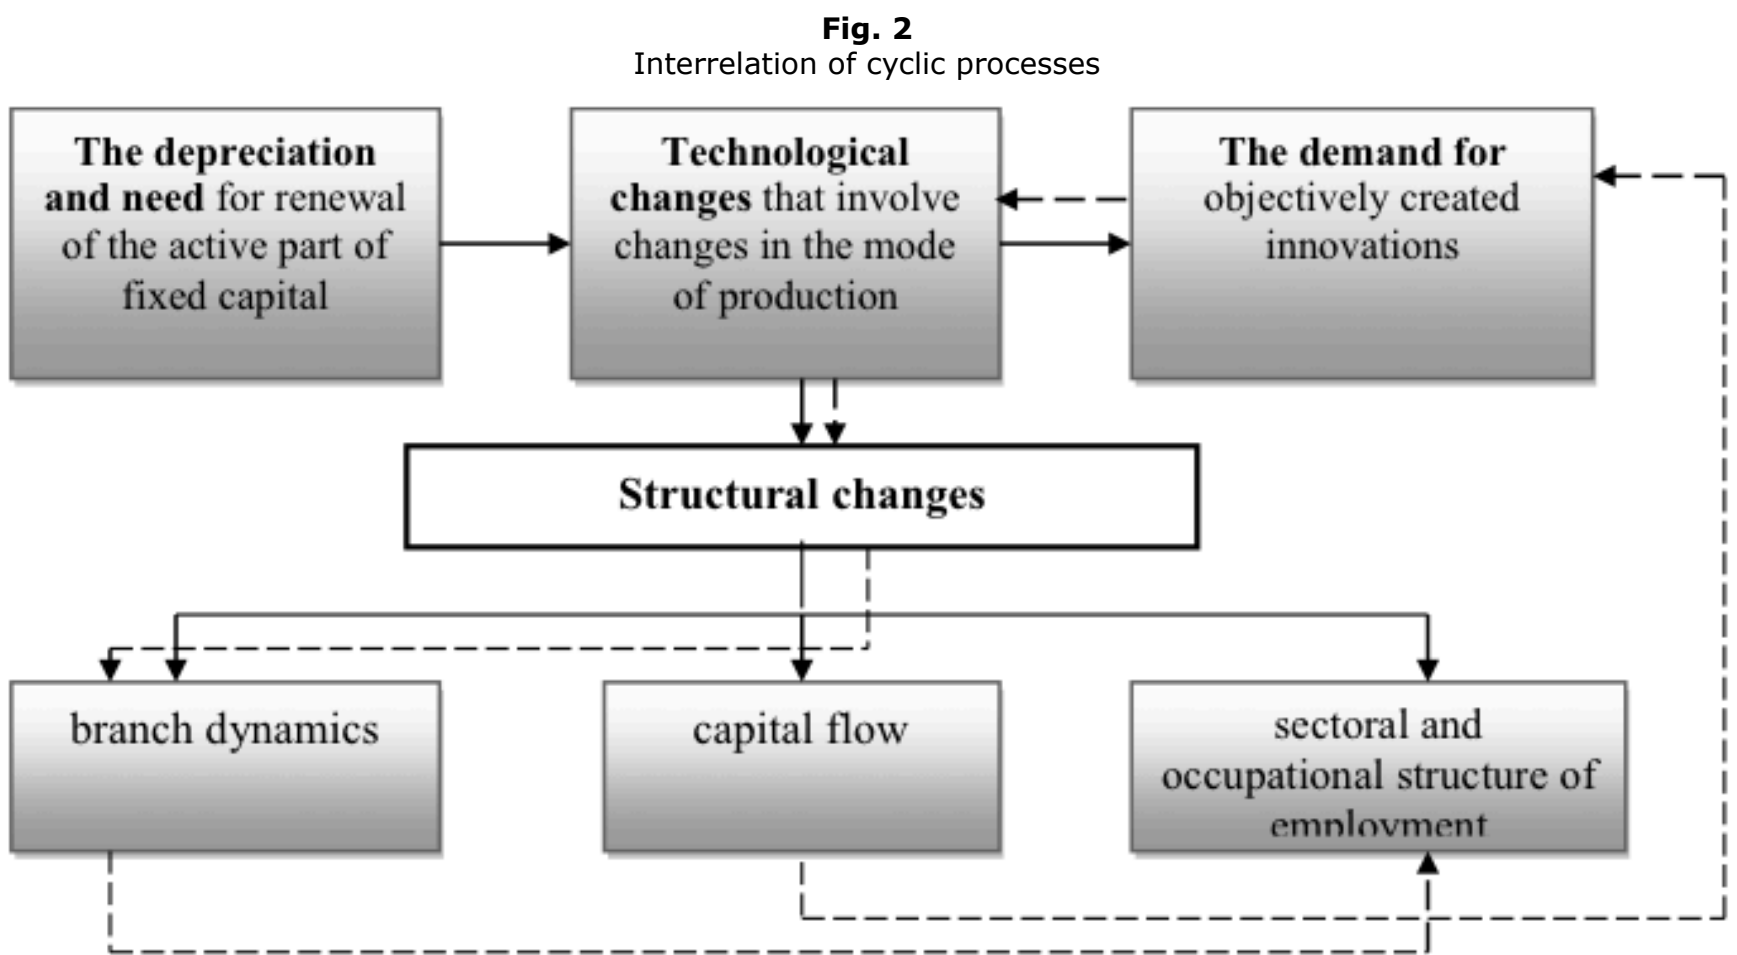 Fig. 2
Interrelation of cyclic processes
The depreciation
and need for renewal
of the active part of
fixed capital
Technological
changes that involve
changes in the mode
of production
The demand for
objectively created
innovations
Structural changes
branch dynamics
capital flow
sectoral and
occupational structure of
employment